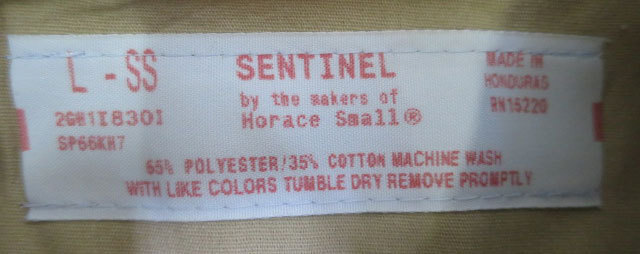 L - SS
SENTINEL
by the makers of
Horace Small®
MADE IN
HONDURAS
RN15220
SP66KH7
65% POLYESTER/35% COTTON MACHINE WASH
WITH LIKE COLORS TUMBLE DRY REMOVE PROMPTLY